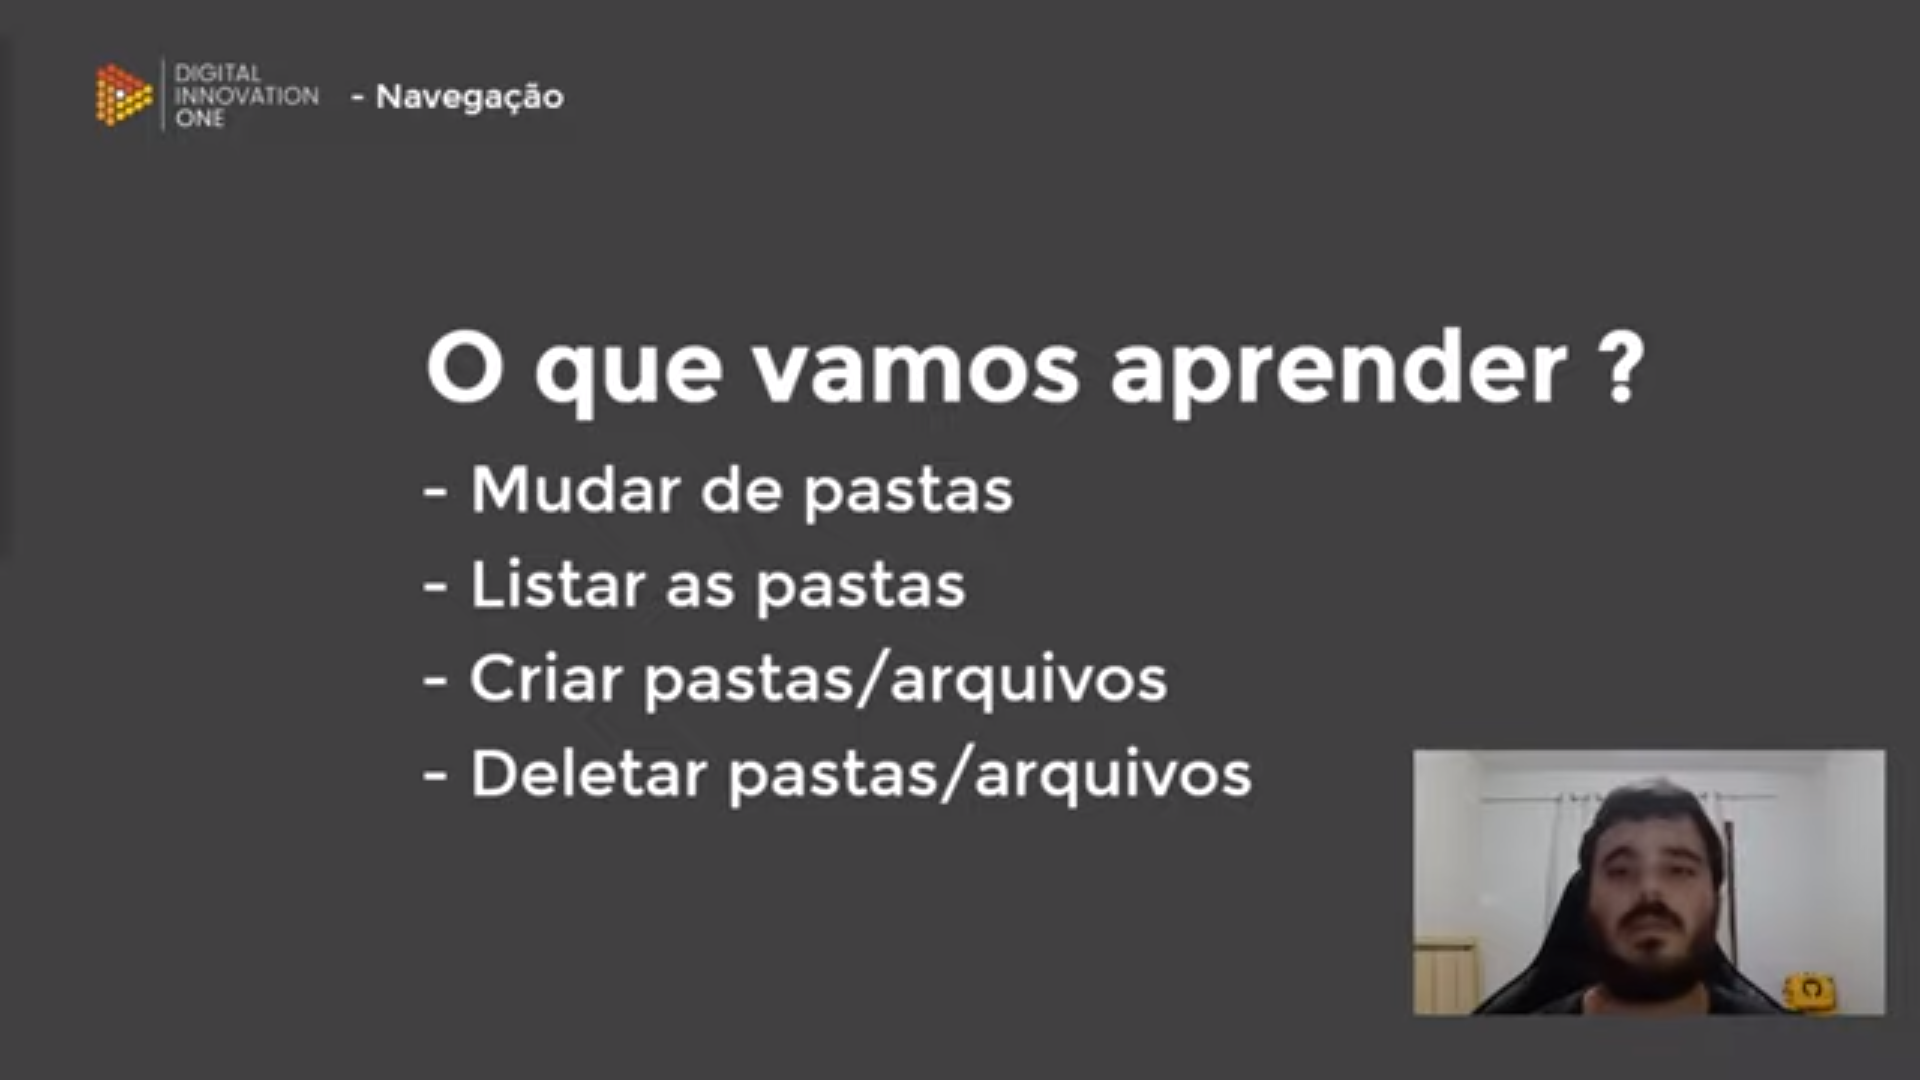 DIGITAL
INNOVATION
ONE
- Navegação
O que vamos aprender ?
- Mudar de pastas
- Listar as pastas
- Criar pastas/arquivos
- Deletar pastas/arquivos